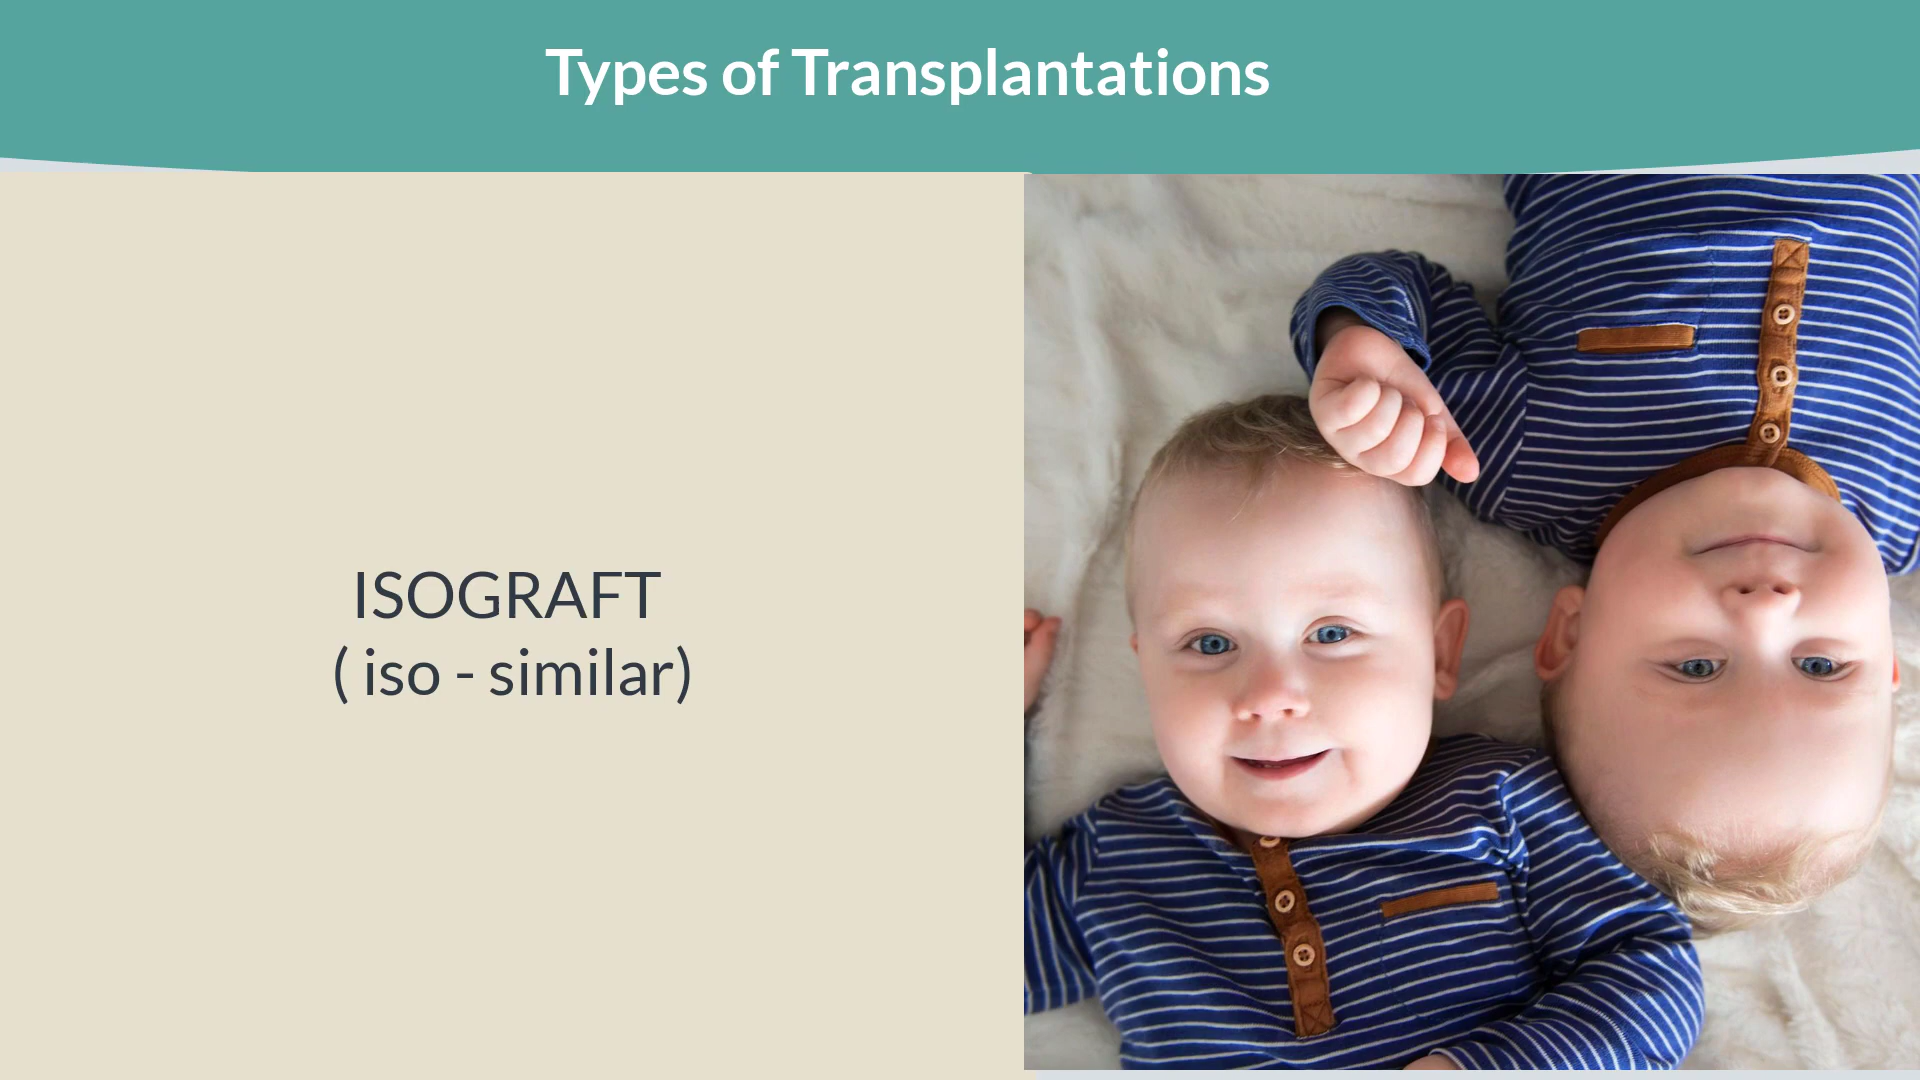 Types of Transplantations
ISOGRAFT
( iso - similar)